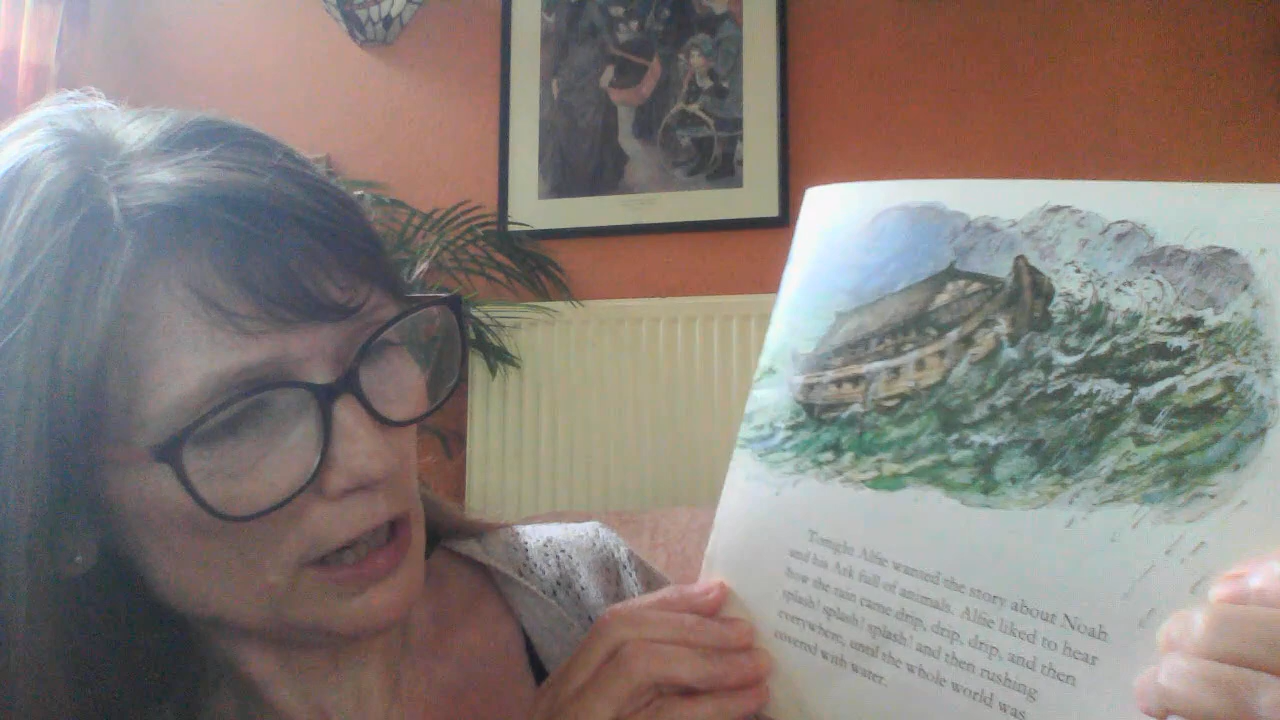 Tonight Alfie wanted the story about Noah
and his Ark full of animals. Alfie liked to hear
how the rain came drip, drip, drip, and then
splash! splash! splash! and then rushing
everywhere, until the whole world was
covered with water.